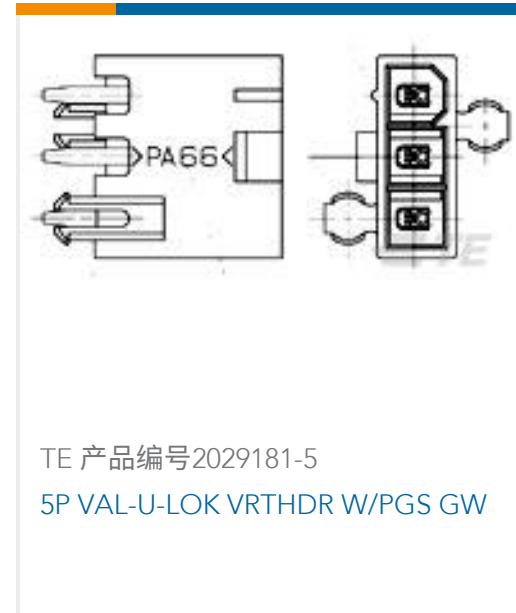 >PA66<
TE
TE 产品编号2029181-5
5P VAL-U-LOK VRTHDR W/PGS GW